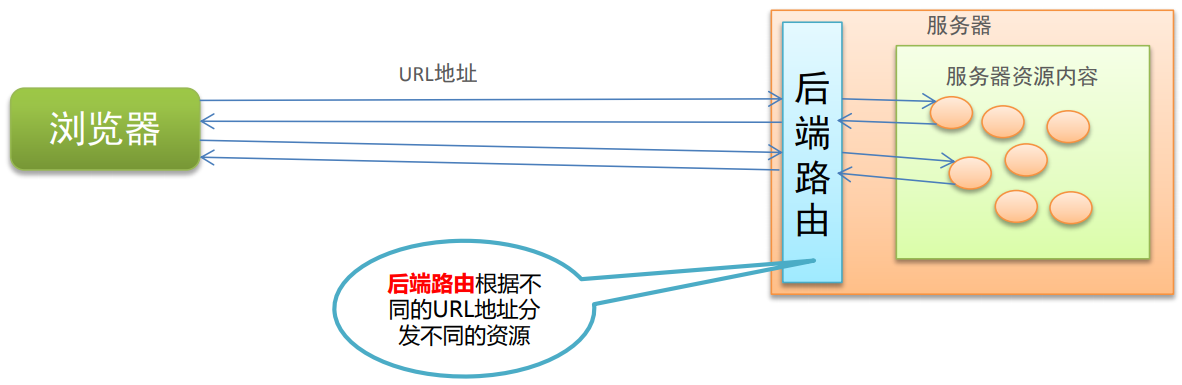 服务器
URL地址
服务器资源内容
浏览器
后
端
路
由
后端路由根据不
同的URL地址分
发不同的资源